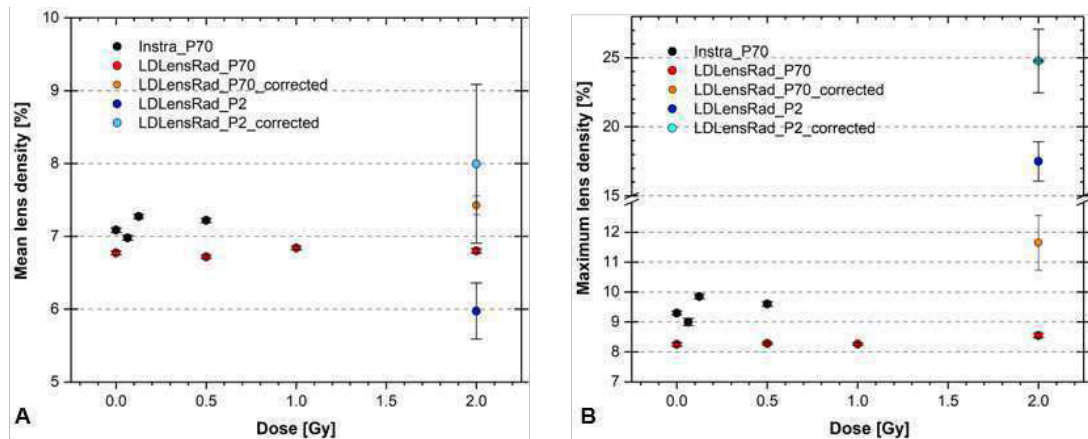 10
9
8
7
6
5
Mean lens density [%]
Instra_P70
LDLensRad_P70
LDLensRad_P70_corrected
LDLensRad_P2
LDLensRad_P2_corrected
0.0 0.5 1.0 1.5 2.0
Dose [Gy]
A
25
20
15
12
11
10
9
8
7
Maximum lens density [%]
Instra_P70
LDLensRad_P70
LDLensRad_P70_corrected
LDLensRad_P2
LDLensRad_P2_corrected
0.0 0.5 1.0 1.5 2.0
Dose [Gy]
B